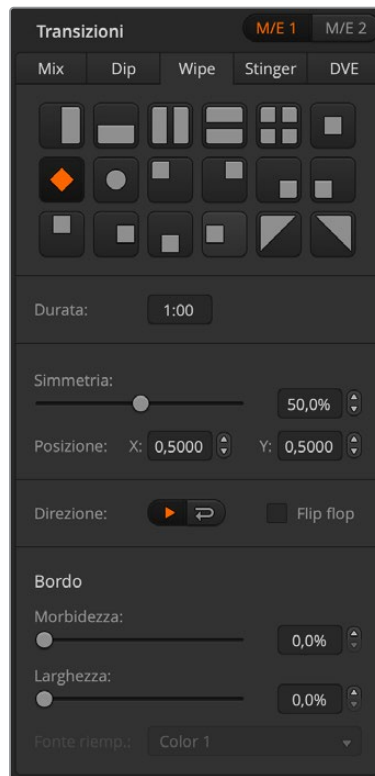 Transizioni M/E 1 M/E 2
Mix Dip Wipe Stinger DVE
Durata: 1:00
Simmetria:
50,0%
Posizione: X: 0,5000 Y: 0,5000
Direzione: Flip flop
Bordo
Morbidezza:
0,0%
Larghezza:
0,0%
Fonte riemp.: Color 1